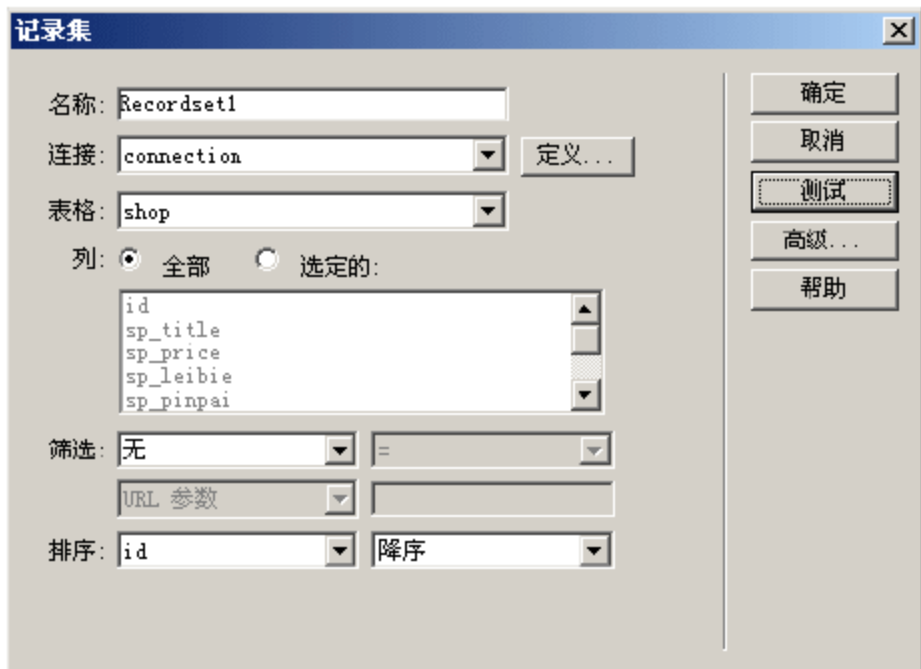 记录集
名称: Recordset1
确定
连接: connection 定义...
取消
表格: shop
测试
列: 全部 选定的:
高级...
id
帮助
sp_title
sp_price
sp_leibie
sp_pinpai
筛选: 无 =
URL 参数
排序: id 降序